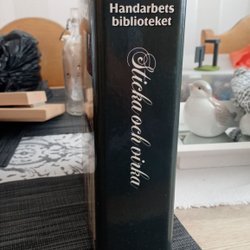 Handarbets
biblioteket
Sticka och virka